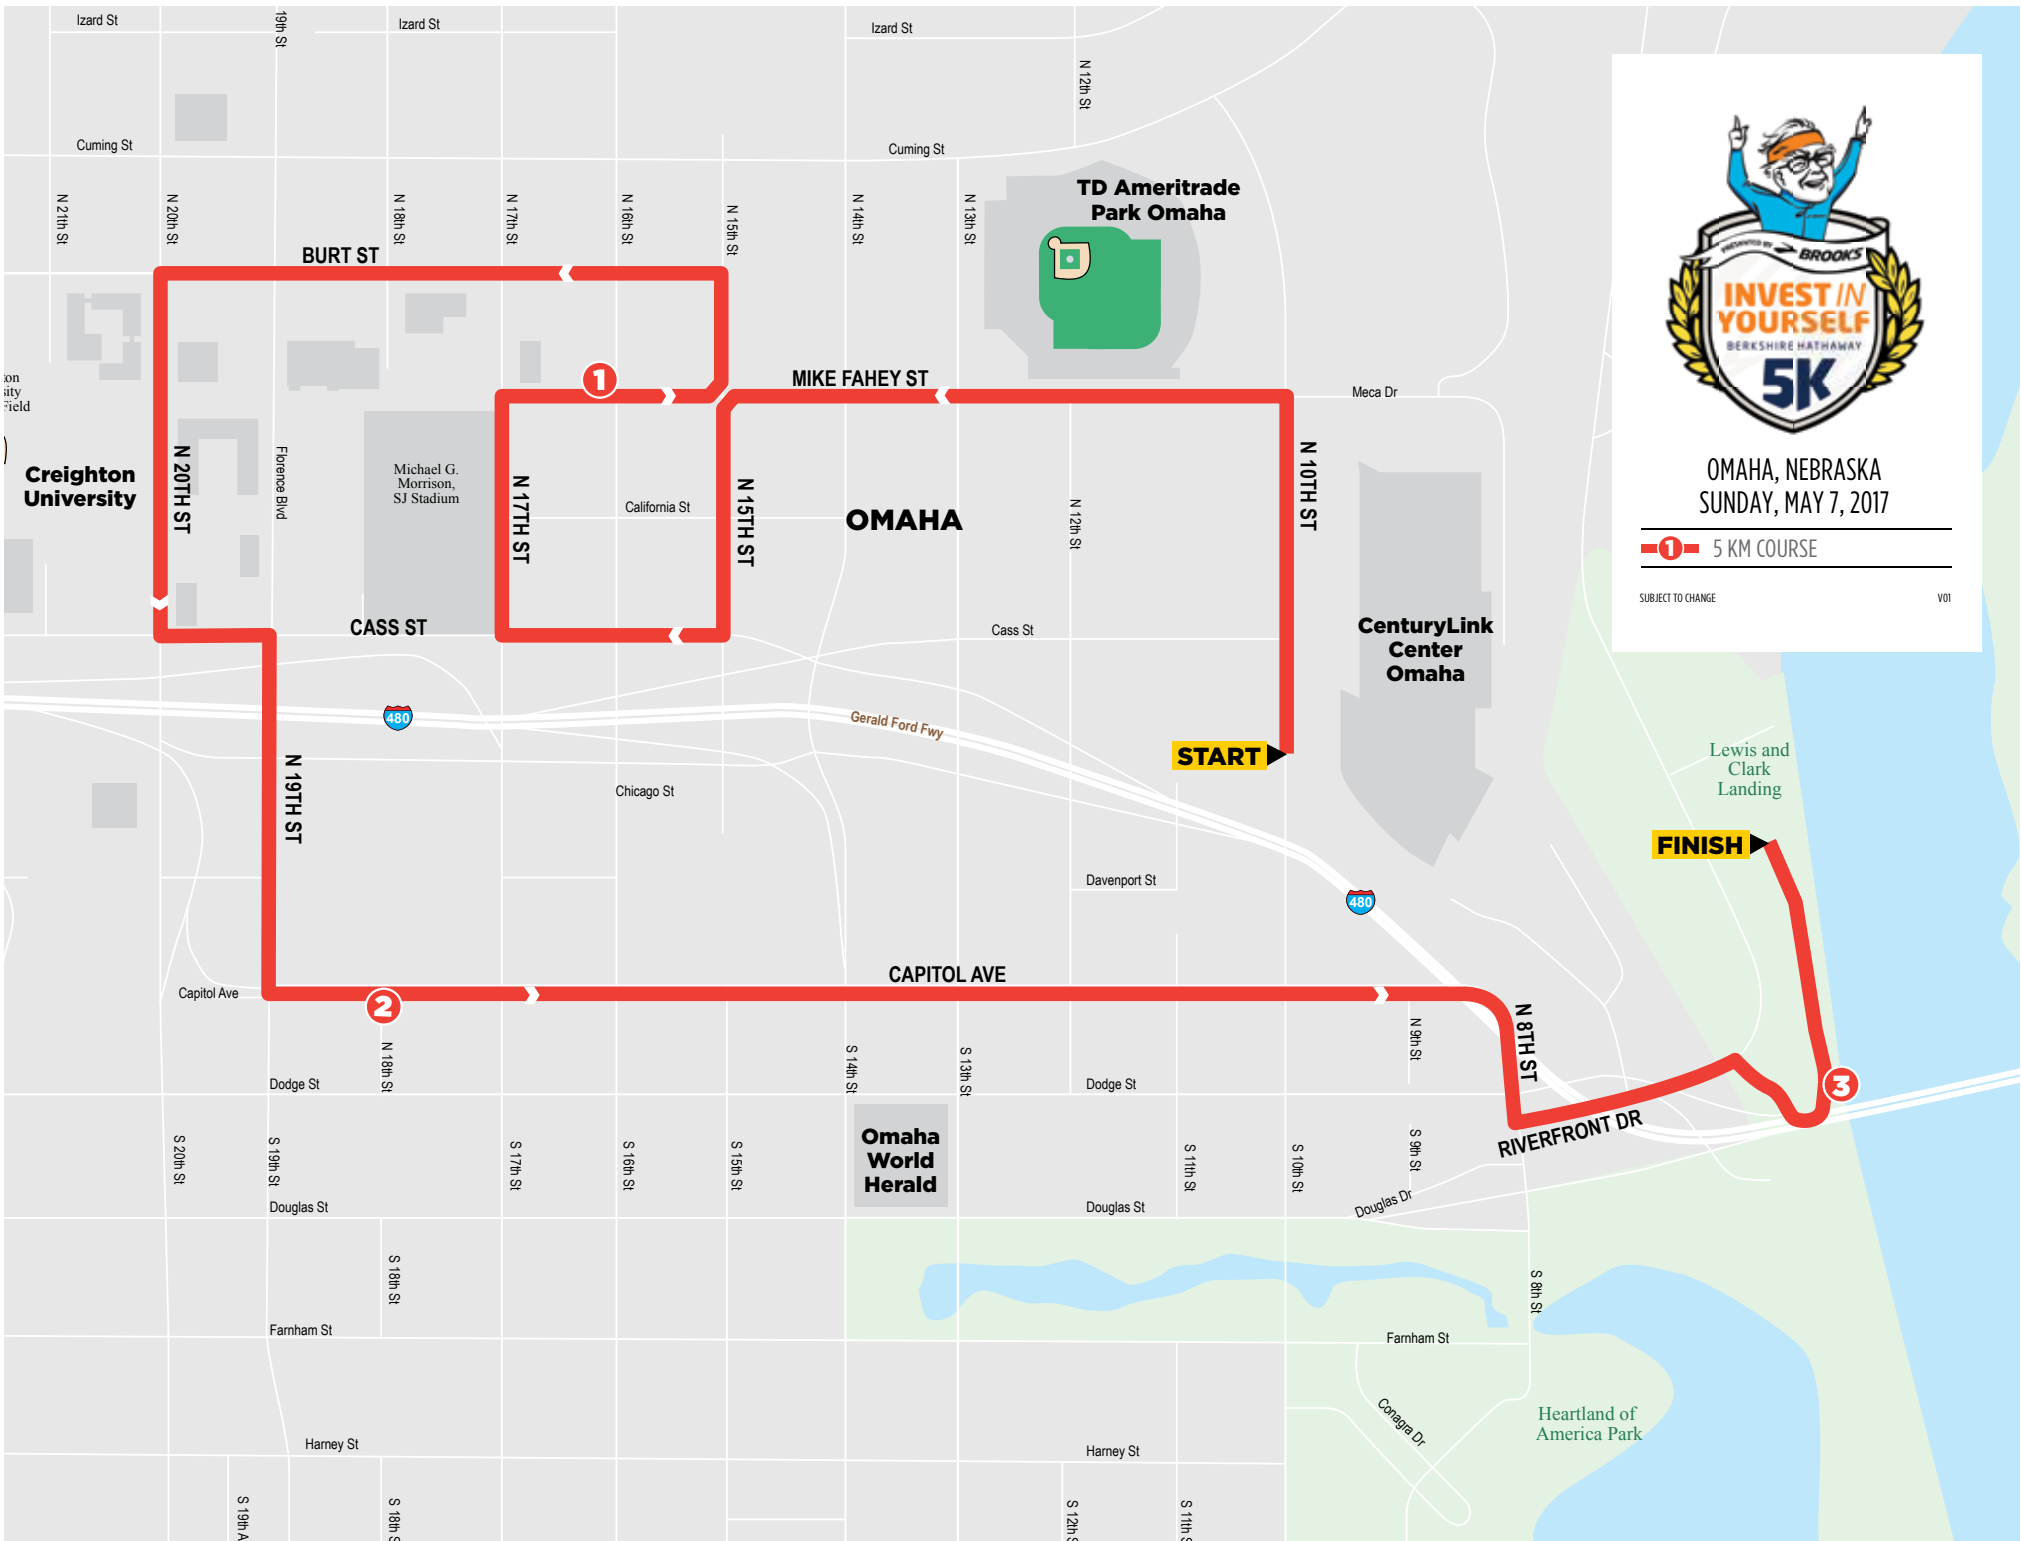 Izard St
19th St
Izard St
Izard St
N 12th St
Cuming St
Cuming St
N 21th St
N 20th St
N 18th St
N 17th St
N 16th St
N 15th St
N 14th St
N 13th St
TD Ameritrade
Park Omaha
BURT ST
1
MIKE FAHEY ST
Meca Dr
ton
sity
Field
Creighton
University
N 20TH ST
Florence Blvd
Michael G.
Morrison,
SJ Stadium
N 17TH ST
California St
N 15TH ST
OMAHA
N 12th St
N 10TH ST
CASS ST
Cass St
CenturyLink
Center
Omaha
480
Gerald Ford Fwy
START
N 19TH ST
Chicago St
Lewis and
Clark
Landing
FINISH
Davenport St
480
CAPITOL AVE
Capitol Ave
2
N 18th St
S 14th St
S 13th St
N 9th St
N 8TH ST
Dodge St
Dodge St
3
RIVERFRONT DR
S 20th St
S 19th St
S 17th St
S 16th St
S 15th St
Omaha
World
Herald
S 11th St
S 10th St
S 9th St
Douglas St
Douglas St
Douglas Dr
S 18th St
S 8th St
Farnham St
Farnham St
Conagra Dr
Heartland of
America Park
Harney St
Harney St
S 19th A
S 18th S
S 12th S
S 11th S
PRESENTED BY BROOKS
INVEST IN
YOURSELF
BERKSHIRE HATHAWAY
5K
OMAHA, NEBRASKA
SUNDAY, MAY 7, 2017
1 5 KM COURSE
SUBJECT TO CHANGE V01